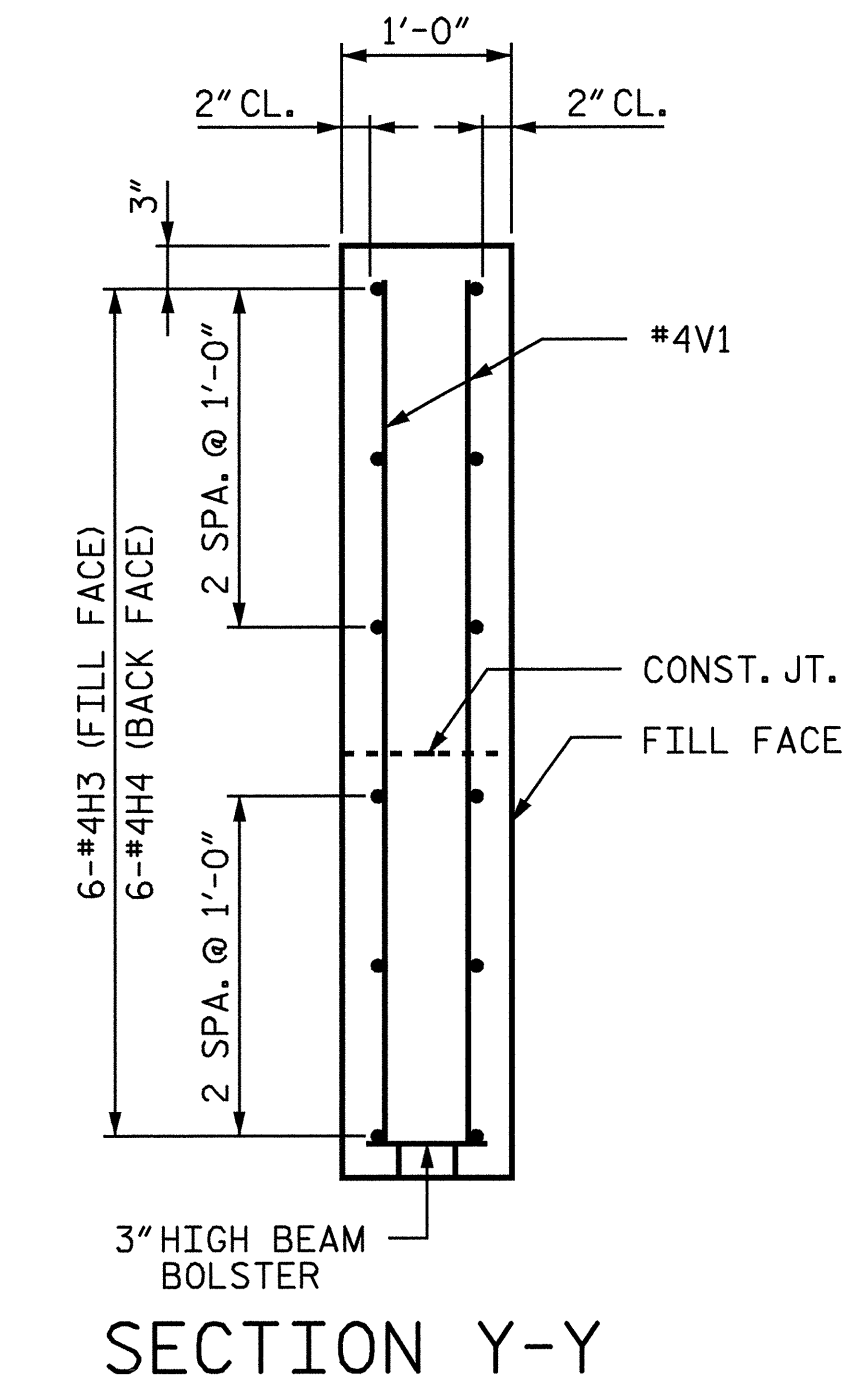 1'-0"
2" CL.
2" CL.
3"
2 SPA. @ 1'-0"
#4V1
6-#4H3 (FILL FACE)
6-#4H4 (BACK FACE)
CONST. JT.
FILL FACE
2 SPA. @ 1'-0"
3" HIGH BEAM
BOLSTER
SECTION Y-Y